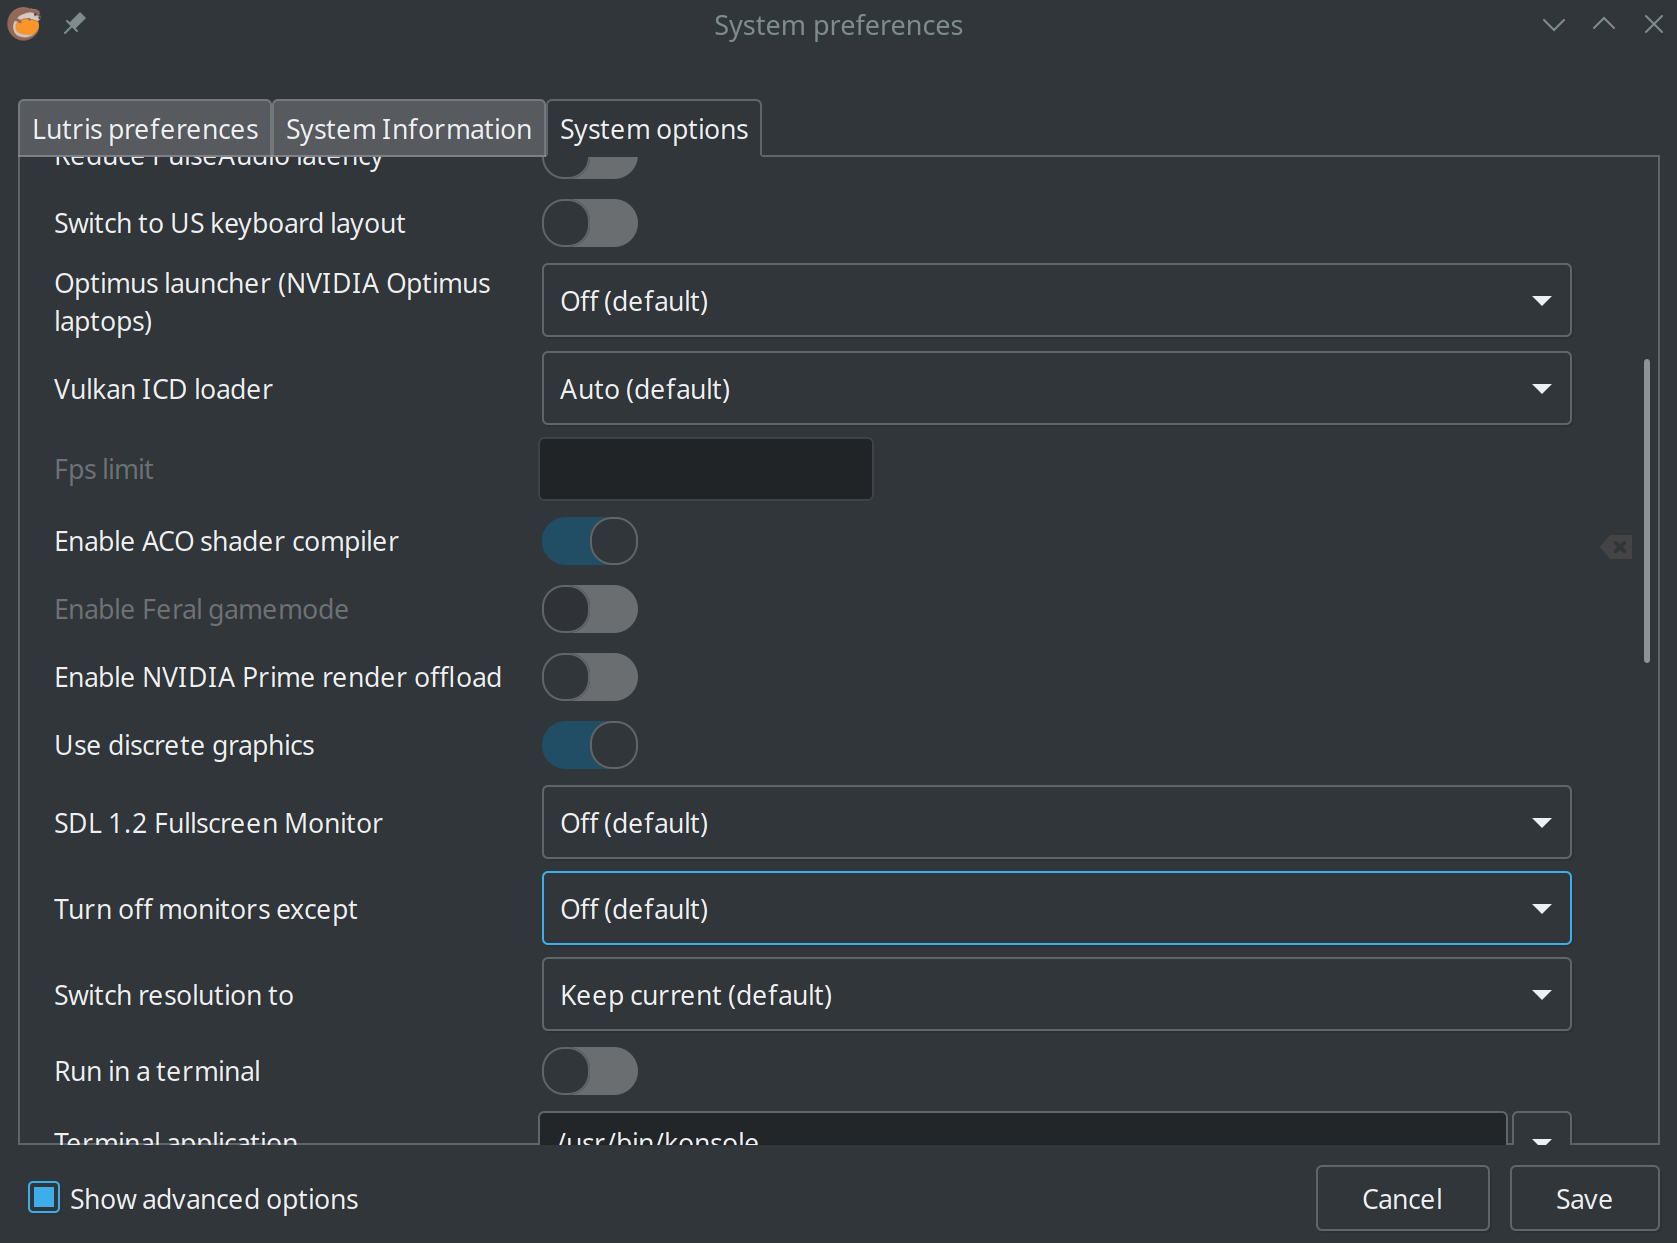 System preferences
Lutris preferences
System Information
System options
Reduce PulseAudio latency
Switch to US keyboard layout
Optimus launcher (NVIDIA Optimus
laptops)
Off (default)
Vulkan ICD loader
Auto (default)
Fps limit
Enable ACO shader compiler
Enable Feral gamemode
Enable NVIDIA Prime render offload
Use discrete graphics
SDL 1.2 Fullscreen Monitor
Off (default)
Turn off monitors except
Off (default)
Switch resolution to
Keep current (default)
Run in a terminal
Terminal application
/usr/bin/konsole
Show advanced options
Cancel
Save